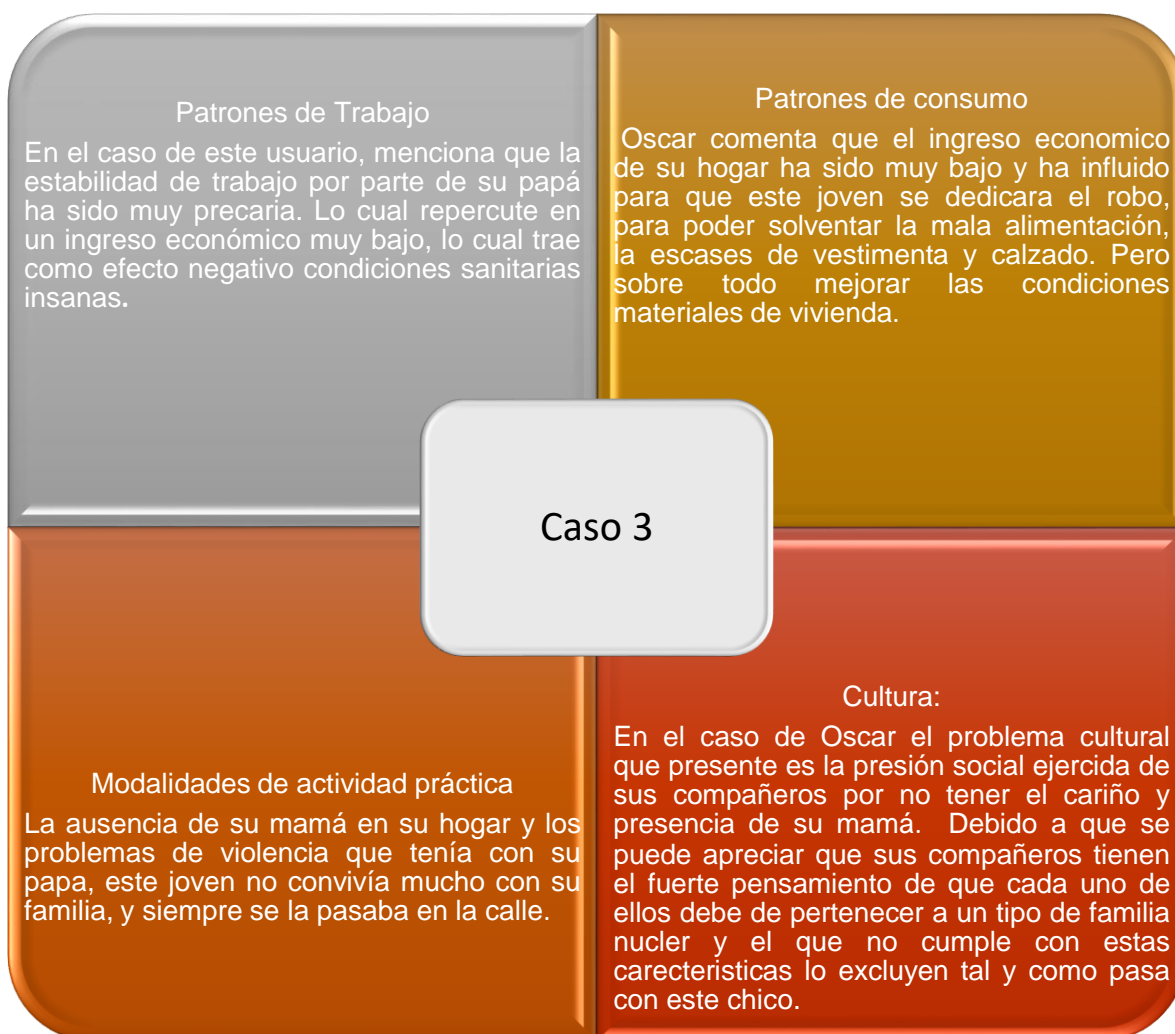 Patrones de Trabajo
En el caso de este usuario, menciona que la
estabilidad de trabajo por parte de su papá
ha sido muy precaria. Lo cual repercute en
un ingreso económico muy bajo, lo cual trae
como efecto negativo condiciones sanitarias
insanas.
Patrones de consumo
Oscar comenta que el ingreso economico
de su hogar ha sido muy bajo y ha influido
para que este joven se dedicara el robo,
para poder solventar la mala alimentación,
la escases de vestimenta y calzado. Pero
sobre todo mejorar las condiciones
materiales de vivienda.
Caso 3
Modalidades de actividad práctica
La ausencia de su mamá en su hogar y los
problemas de violencia que tenía con su
papa, este joven no convivía mucho con su
familia, y siempre se la pasaba en la calle.
Cultura:
En el caso de Oscar el problema cultural
que presente es la presión social ejercida de
sus compañeros por no tener el cariño y
presencia de su mamá. Debido a que se
puede apreciar que sus compañeros tienen
el fuerte pensamiento de que cada uno de
ellos debe de pertenecer a un tipo de familia
nucler y el que no cumple con estas
carecteristicas lo excluyen tal y como pasa
con este chico.